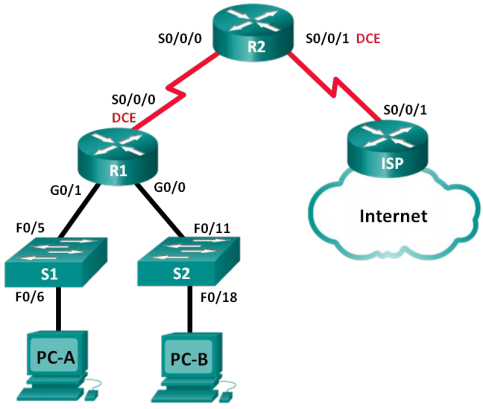 S0/0/0
R2
S0/0/1 DCE
S0/0/0
DCE
S0/0/1
R1
ISP
G0/1
G0/0
Internet
F0/5
F0/11
S1
S2
F0/6
F0/18
PC-A
PC-B